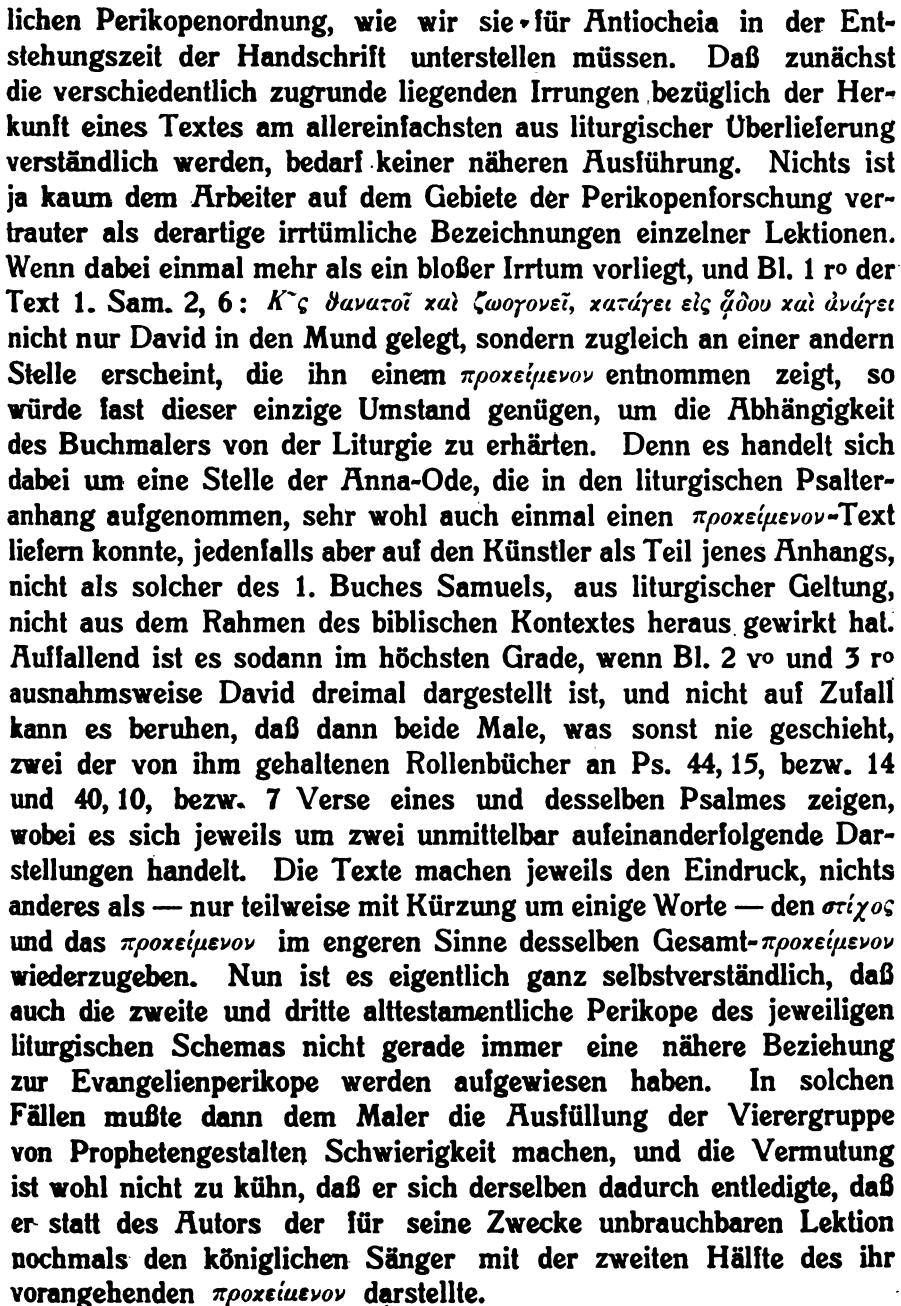 lichen Perikopenordnung, wie wir sie für Antiocheia in der Ent-
stehungszeit der Handschrift unterstellen müssen. Daß zunächst
die verschiedentlich zugrunde liegenden Irrungen bezüglich der Her-
kunft eines Textes am allereinfachsten aus liturgischer Überlieferung
verständlich werden, bedarf keiner näheren Ausführung. Nichts ist
ja kaum dem Arbeiter auf dem Gebiete der Perikopenforschung ver-
trauter als derartige irrtümliche Bezeichnungen einzelner Lektionen.
Wenn dabei einmal mehr als ein bloßer Irrtum vorliegt, und Bl. 1 rº der
Text 1. Sam. 2, 6: Κ͂ς θανατοῖ καὶ ζωογονεῖ, κατάγει εἰς ᾅδου καὶ ἀνάγει
nicht nur David in den Mund gelegt, sondern zugleich an einer andern
Stelle erscheint, die ihn einem προκείμενον entnommen zeigt, so
würde fast dieser einzige Umstand genügen, um die Abhängigkeit
des Buchmalers von der Liturgie zu erhärten. Denn es handelt sich
dabei um eine Stelle der Anna-Ode, die in den liturgischen Psalter-
anhang aufgenommen, sehr wohl auch einmal einen προκείμενον-Text
liefern konnte, jedenfalls aber auf den Künstler als Teil jenes Anhangs,
nicht als solcher des 1. Buches Samuels, aus liturgischer Geltung,
nicht aus dem Rahmen des biblischen Kontextes heraus gewirkt hat.
Auffallend ist es sodann im höchsten Grade, wenn Bl. 2 vº und 3 rº
ausnahmsweise David dreimal dargestellt ist, und nicht auf Zufall
kann es beruhen, daß dann beide Male, was sonst nie geschieht,
zwei der von ihm gehaltenen Rollenbücher an Ps. 44, 15, bezw. 14
und 40, 10, bezw. 7 Verse eines und desselben Psalmes zeigen,
wobei es sich jeweils um zwei unmittelbar aufeinanderfolgende Dar-
stellungen handelt. Die Texte machen jeweils den Eindruck, nichts
anderes als — nur teilweise mit Kürzung um einige Worte — den στίχος
und das προκείμενον im engeren Sinne desselben Gesamt-προκείμενον
wiederzugeben. Nun ist es eigentlich ganz selbstverständlich, daß
auch die zweite und dritte alttestamentliche Perikope des jeweiligen
liturgischen Schemas nicht gerade immer eine nähere Beziehung
zur Evangelienperikope werden aufgewiesen haben. In solchen
Fällen mußte dann dem Maler die Ausfüllung der Vierergruppe
von Prophetengestalten Schwierigkeit machen, und die Vermutung
ist wohl nicht zu kühn, daß er sich derselben dadurch entledigte, daß
er statt des Autors der für seine Zwecke unbrauchbaren Lektion
nochmals den königlichen Sänger mit der zweiten Hälfte des ihr
vorangehenden προκείμενον darstellte.